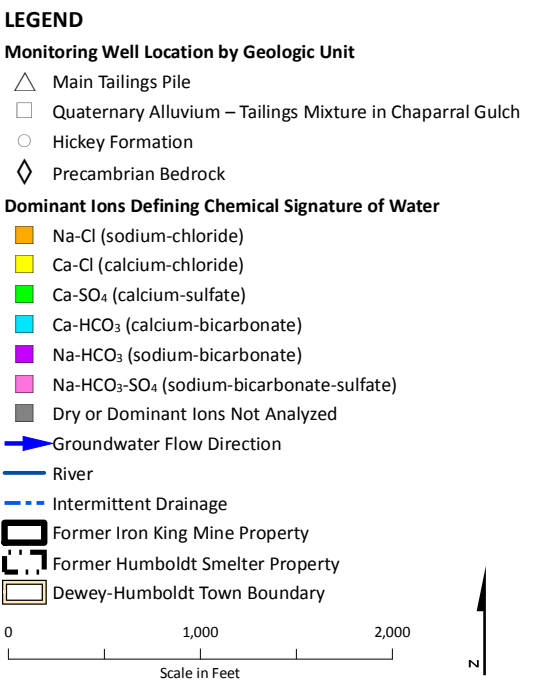 LEGEND
Monitoring Well Location by Geologic Unit
Main Tailings Pile
Quaternary Alluvium – Tailings Mixture in Chaparral Gulch
Hickey Formation
Precambrian Bedrock
Dominant Ions Defining Chemical Signature of Water
Na-Cl (sodium-chloride)
Ca-Cl (calcium-chloride)
Ca-SO₄ (calcium-sulfate)
Ca-HCO₃ (calcium-bicarbonate)
Na-HCO₃ (sodium-bicarbonate)
Na-HCO₃-SO₄ (sodium-bicarbonate-sulfate)
Dry or Dominant Ions Not Analyzed
Groundwater Flow Direction
River
Intermittent Drainage
Former Iron King Mine Property
Former Humboldt Smelter Property
Dewey-Humboldt Town Boundary
0 1,000 2,000
Scale in Feet
N